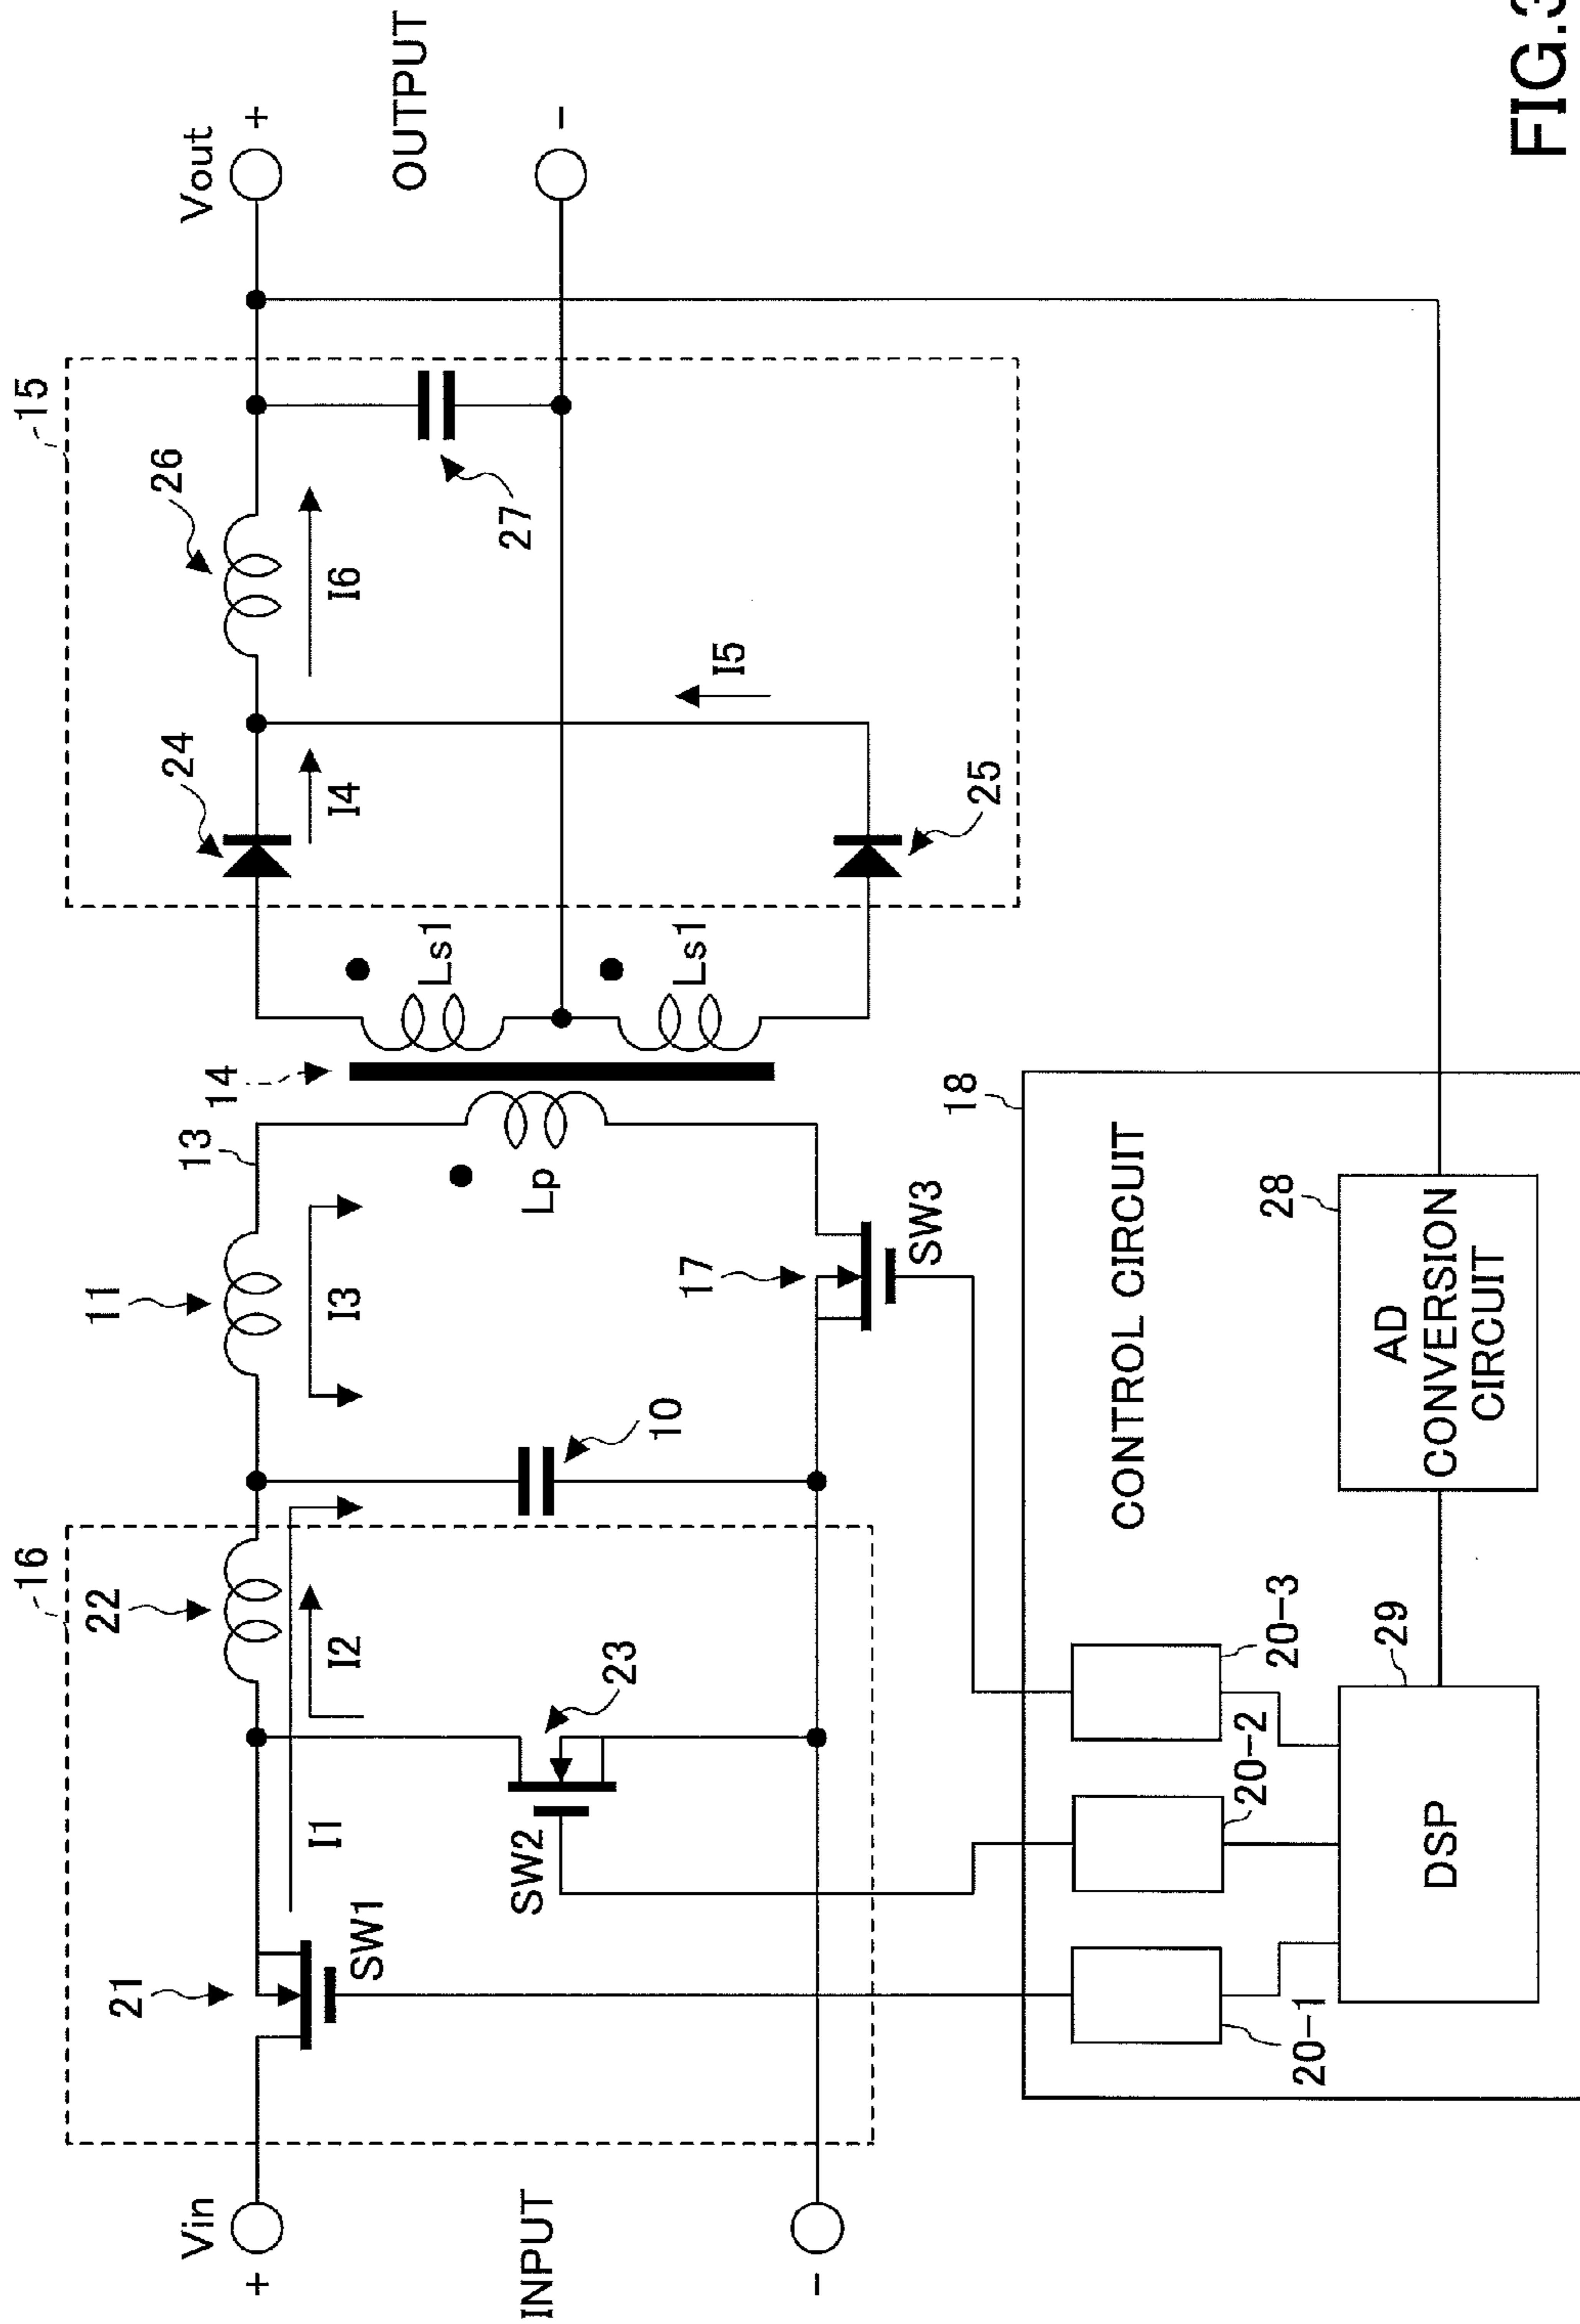 FIG.3
15
16
26
24
22
11
13
14
21
Vin
+
Vout
+
I1
I2
I3
I4
I6
SW1
SW2
23
10
Lp
17
SW3
Ls1
Ls1
27
I5
25
INPUT
OUTPUT
-
-
18
CONTROL CIRCUIT
20-1
20-2
20-3
29
DSP
28
AD
CONVERSION
CIRCUIT